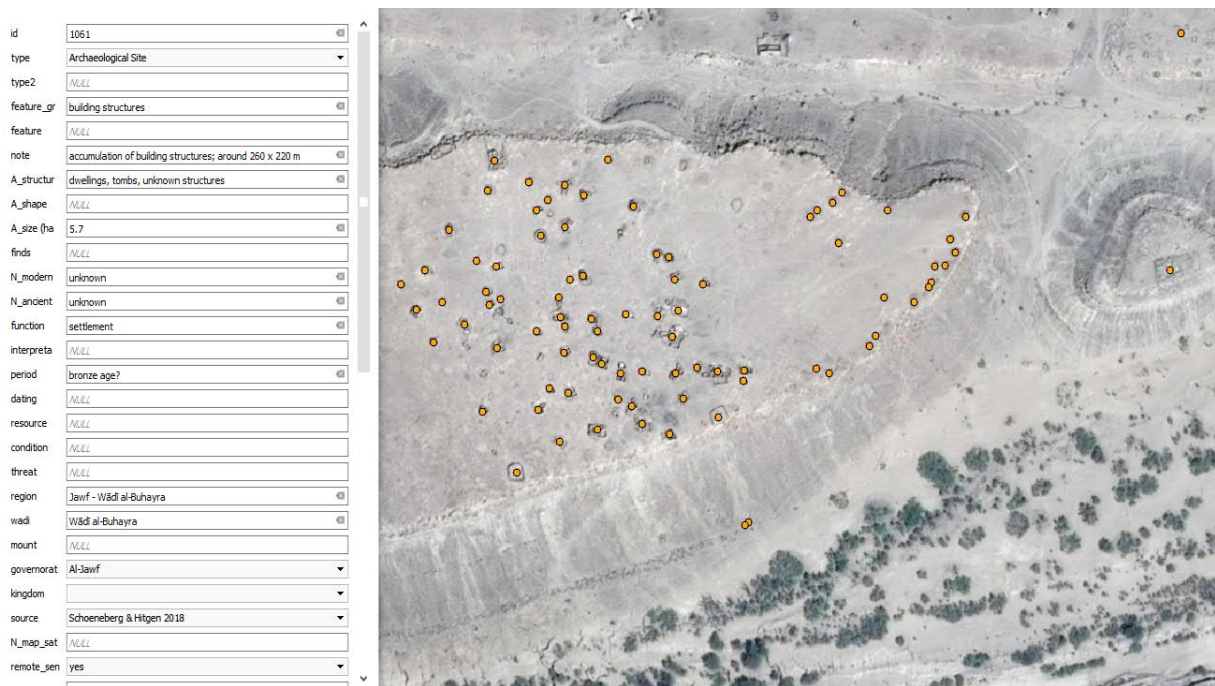 id 1061
type Archaeological Site
type2 NULL
feature_gr building structures
feature NULL
note accumulation of building structures; around 260 x 220 m
A_structur dwellings, tombs, unknown structures
A_shape NULL
A_size (ha 5.7
finds NULL
N_modern unknown
N_ancient unknown
function settlement
interpreta NULL
period bronze age?
dating NULL
resource NULL
condition NULL
threat NULL
region Jawf - Wādī al-Buhayra
wadi Wādī al-Buhayra
mount NULL
governorat Al-Jawf
kingdom
source Schoeneberg & Hitgen 2018
N_map_sat NULL
remote_sen yes